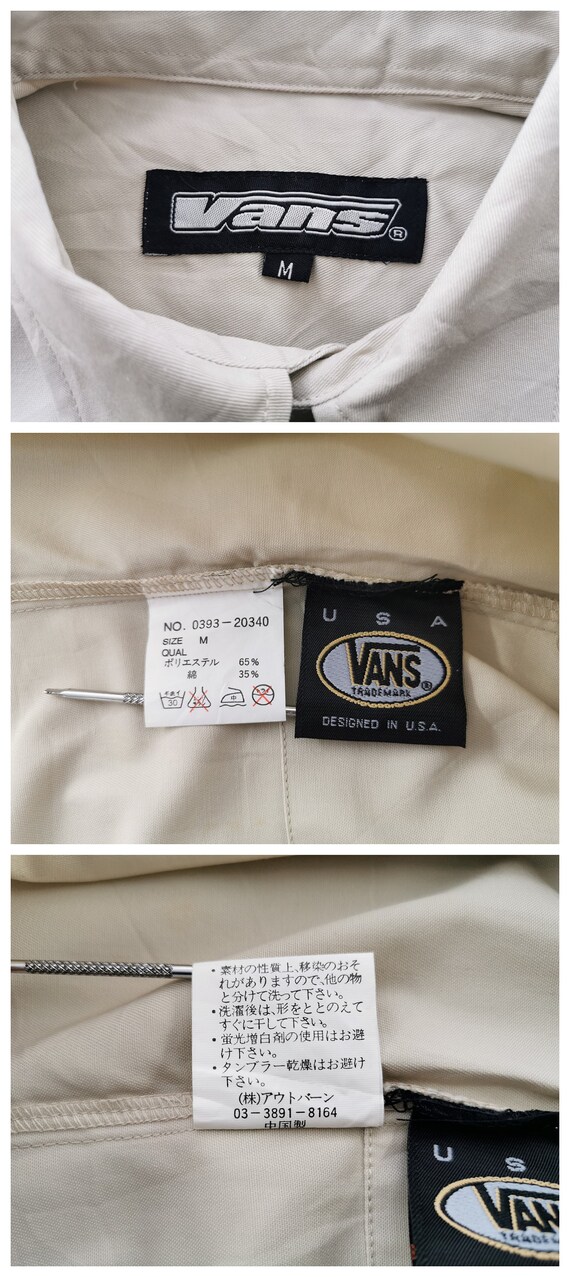 Vans®
M
NO. 0393-20340
SIZE M
QUAL
ポリエステル 65%
綿 35%
30
中
U S A
VANS®
TRADEMARK
DESIGNED IN U.S.A.
・素材の性質上、移染のおそ
れがありますので、他の物
と分けて洗って下さい。
・洗濯後は、形をととのえて
すぐに干して下さい。
・蛍光増白剤の使用はお避
け下さい。
・タンブラー乾燥はお避け
下さい。
(株)アウトバーン
03-3891-8164
中国製
U S
VAN
TRADEM